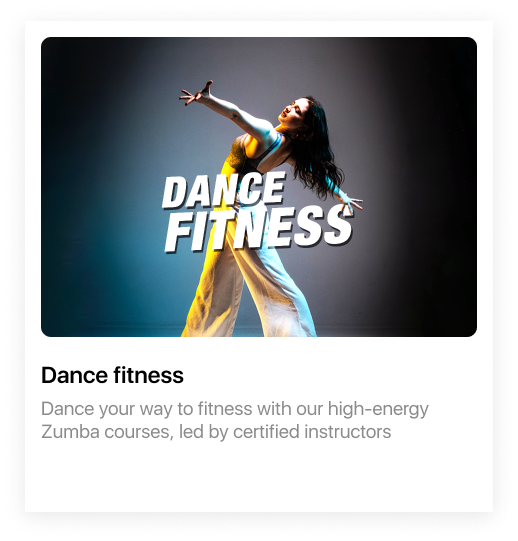 DANCE
FITNESS
Dance fitness
Dance your way to fitness with our high-energy
Zumba courses, led by certified instructors